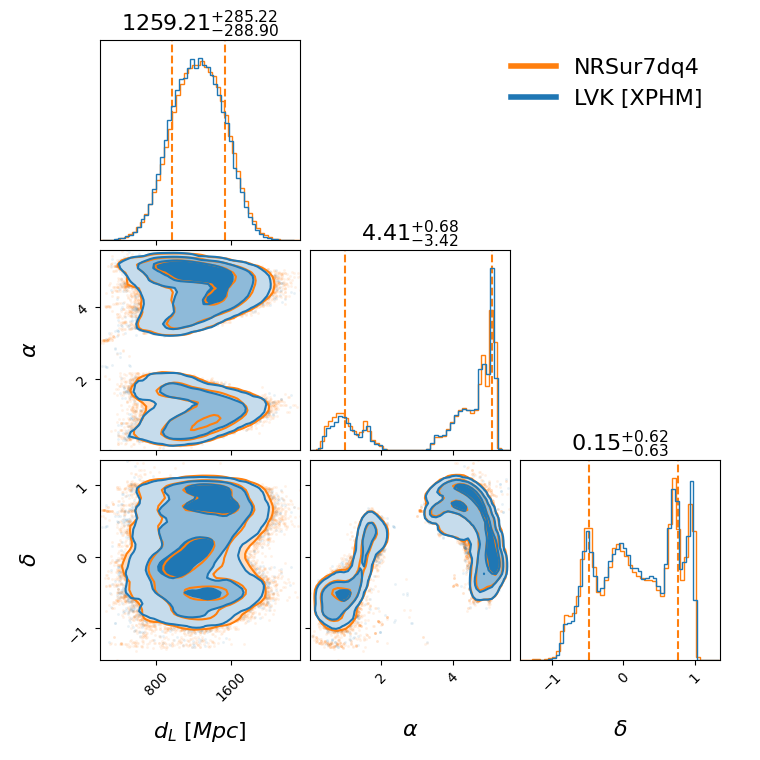 1259.21+285.22−288.90
NRSur7dq4
LVK [XPHM]
4.41+0.68−3.42
α
4
2
0.15+0.62−0.63
δ
1
0
−1
800
1600
2
4
−1
0
1
dL [Mpc]
α
δ